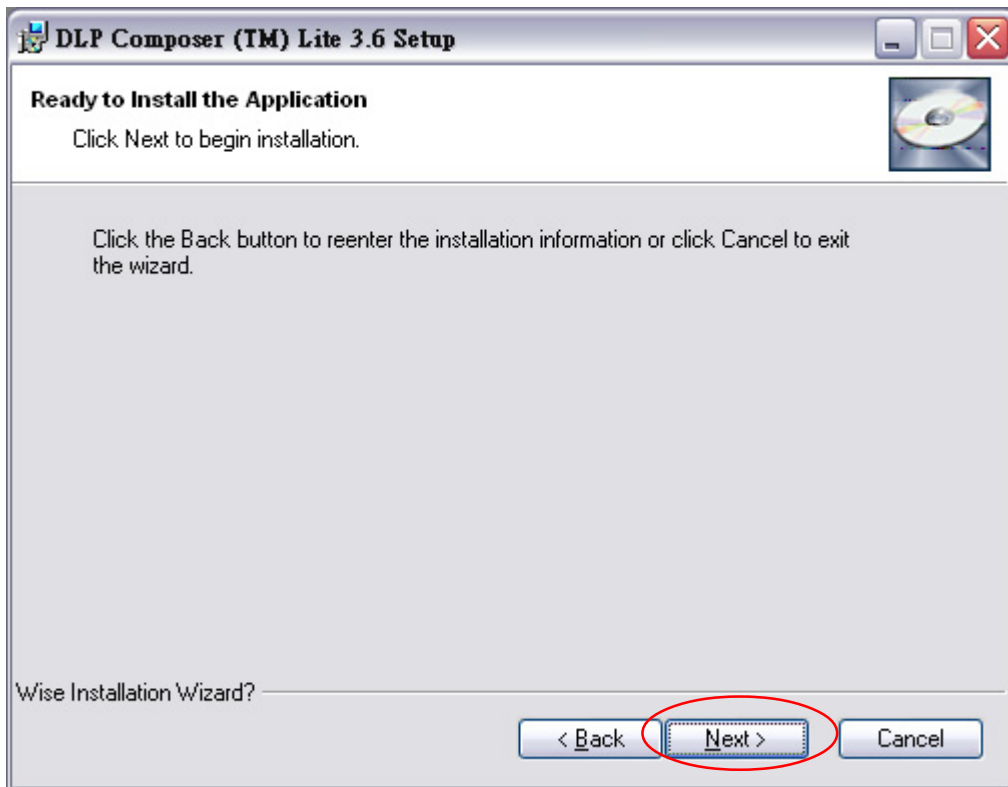 DLP Composer (TM) Lite 3.6 Setup
Ready to Install the Application
Click Next to begin installation.
Click the Back button to reenter the installation information or click Cancel to exit
the wizard.
Wise Installation Wizard?
< Back Next > Cancel